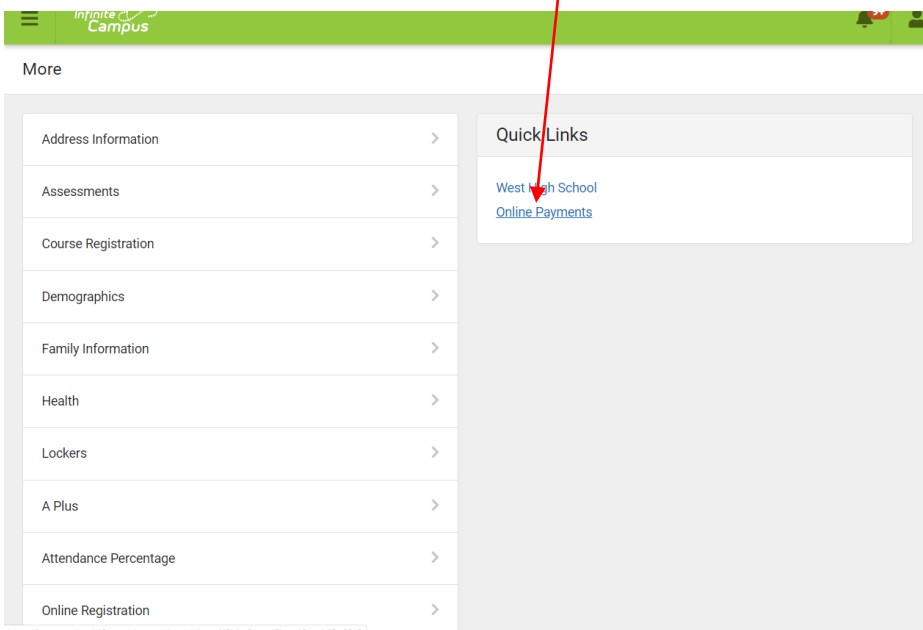 Infinite
Campus
More
Address Information
Assessments
Course Registration
Demographics
Family Information
Health
Lockers
A Plus
Attendance Percentage
Online Registration
Quick Links
West High School
Online Payments